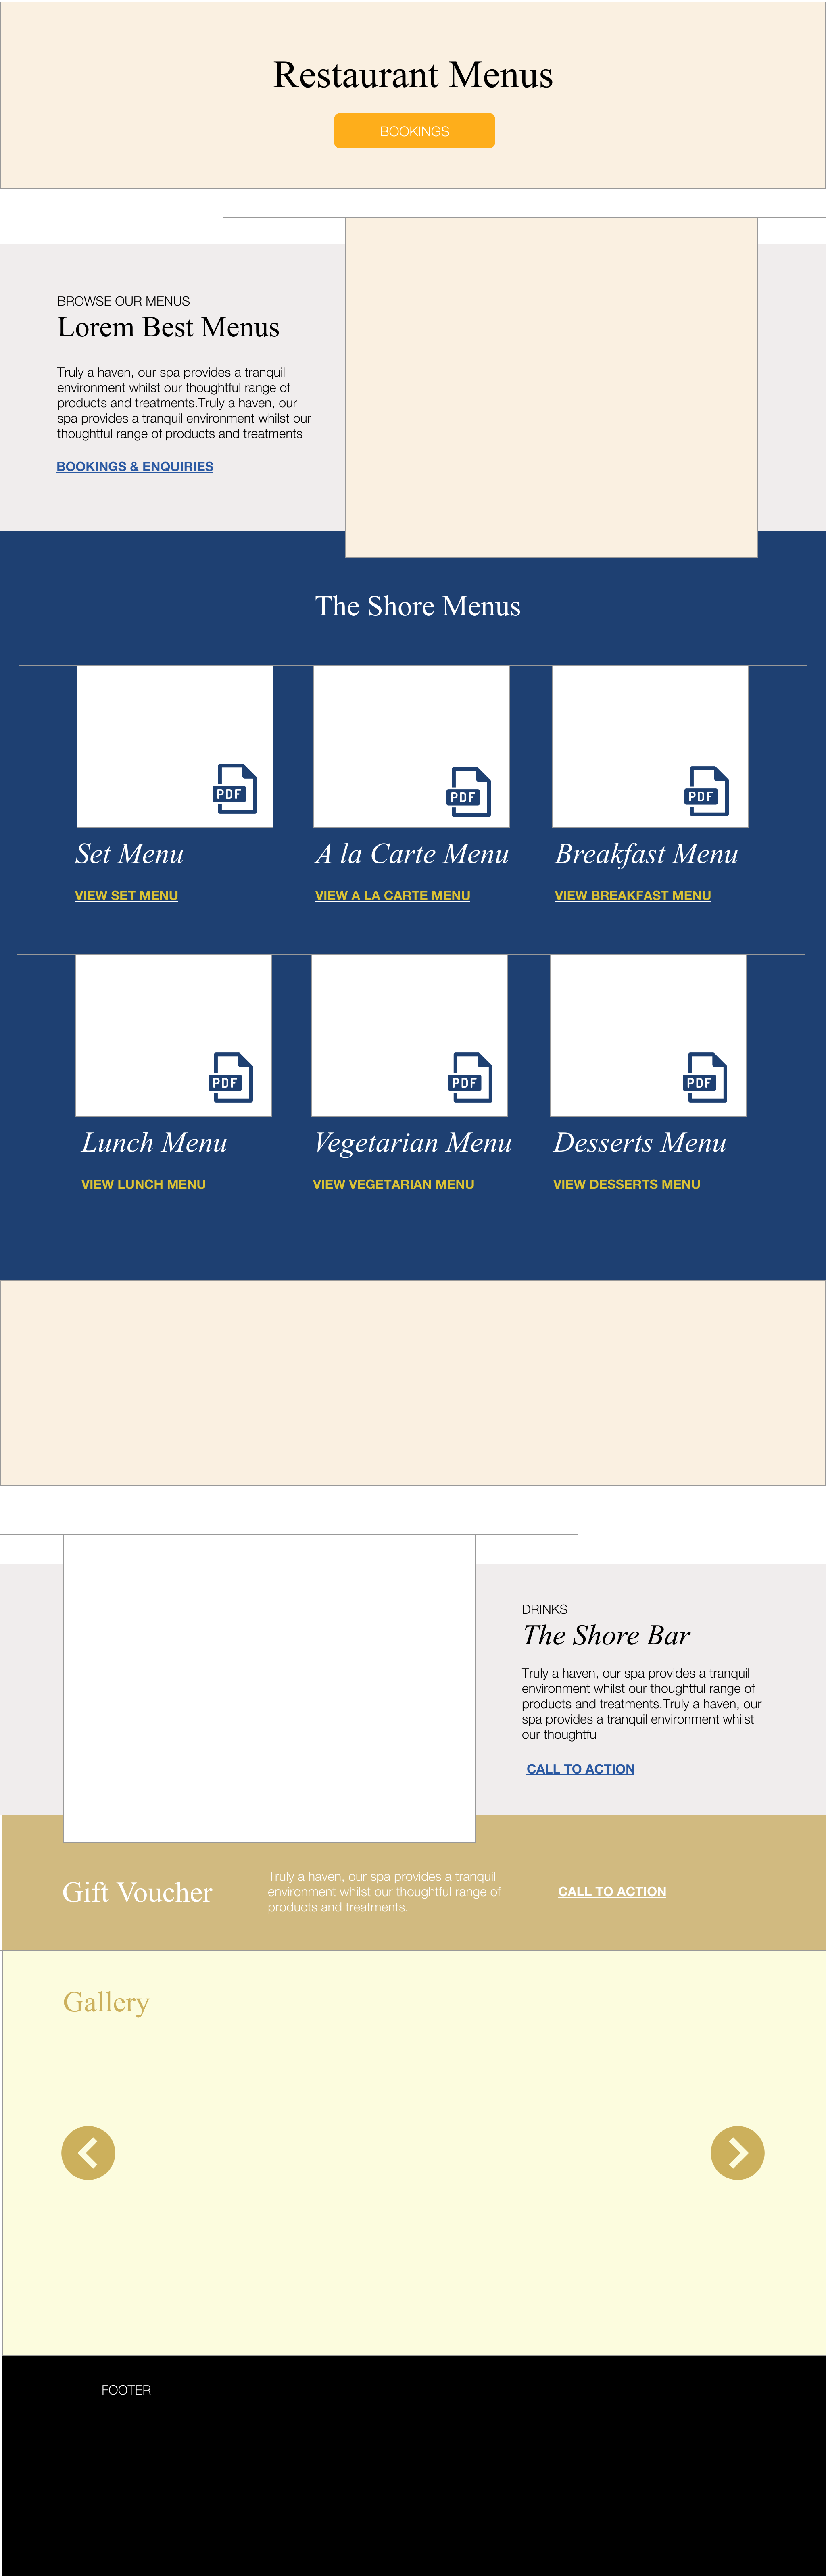 Restaurant Menus
BOOKINGS
BROWSE OUR MENUS
Lorem Best Menus
Truly a haven, our spa provides a tranquil
environment whilst our thoughtful range of
products and treatments.Truly a haven, our
spa provides a tranquil environment whilst our
thoughtful range of products and treatments
BOOKINGS & ENQUIRIES
The Shore Menus
PDF
PDF
PDF
Set Menu
A la Carte Menu
Breakfast Menu
VIEW SET MENU
VIEW A LA CARTE MENU
VIEW BREAKFAST MENU
PDF
PDF
PDF
Lunch Menu
Vegetarian Menu
Desserts Menu
VIEW LUNCH MENU
VIEW VEGETARIAN MENU
VIEW DESSERTS MENU
DRINKS
The Shore Bar
Truly a haven, our spa provides a tranquil
environment whilst our thoughtful range of
products and treatments.Truly a haven, our
spa provides a tranquil environment whilst
our thoughtfu
CALL TO ACTION
Gift Voucher
Truly a haven, our spa provides a tranquil
environment whilst our thoughtful range of
products and treatments.
CALL TO ACTION
Gallery
FOOTER